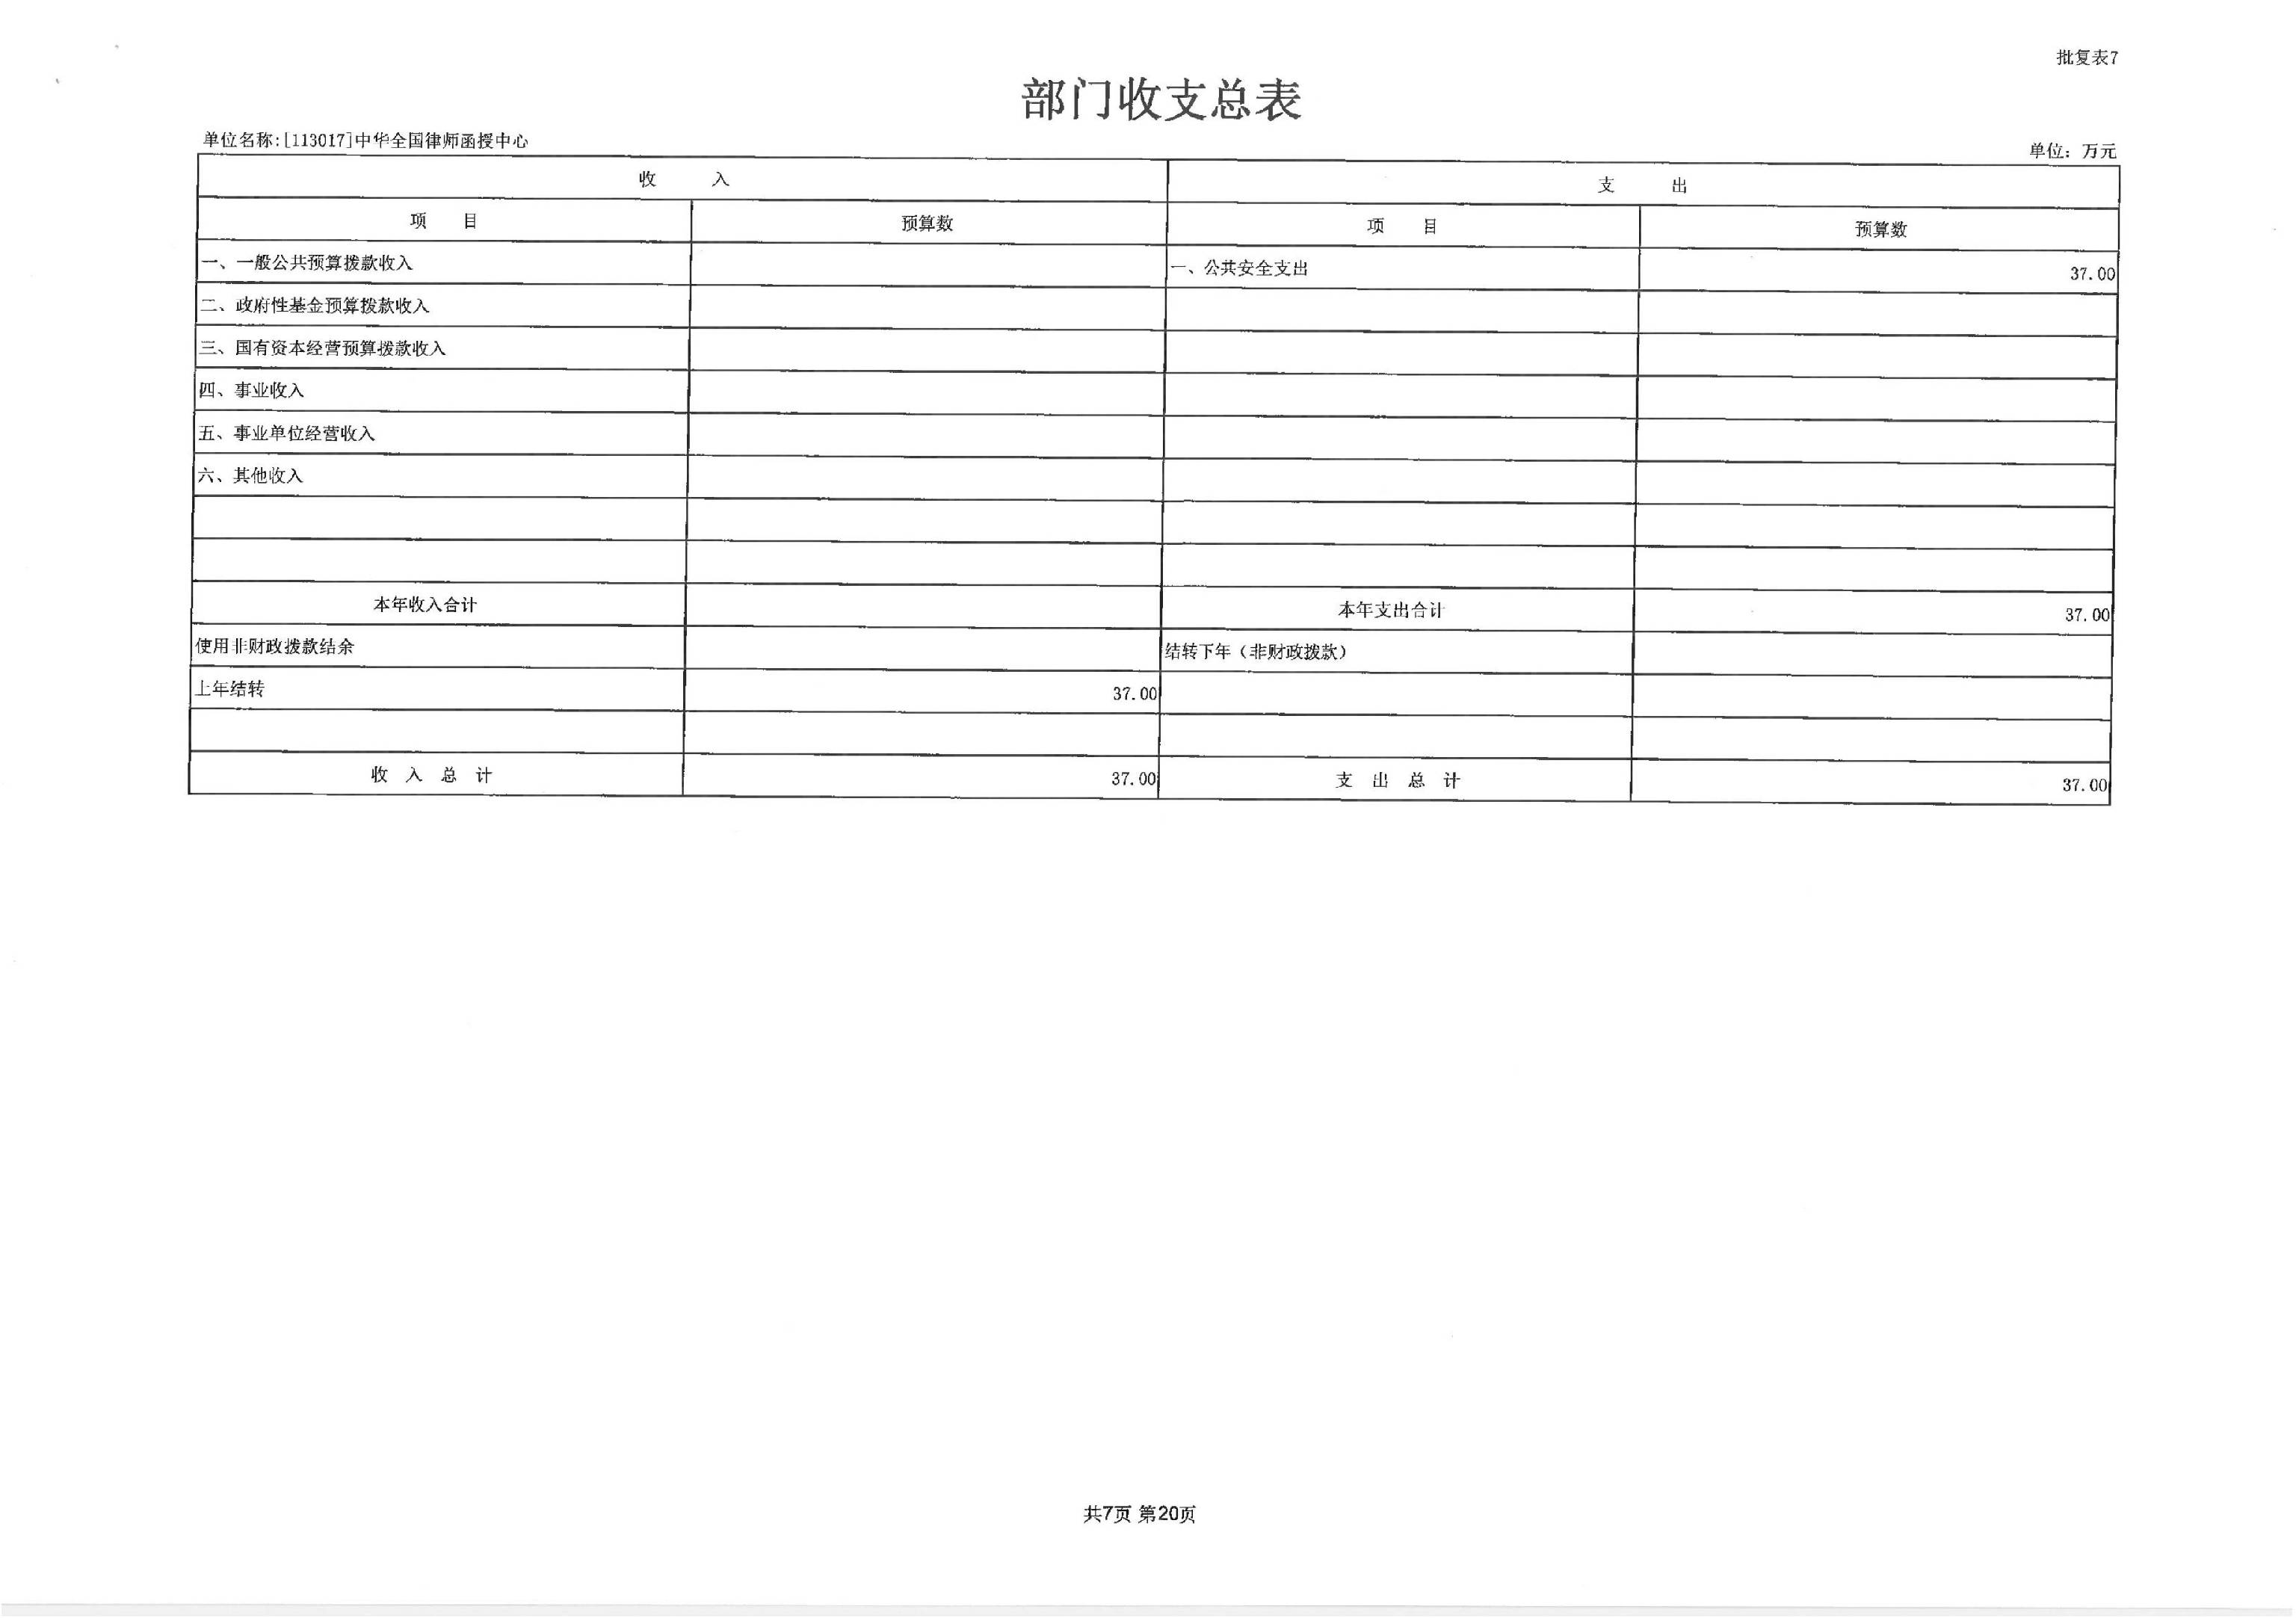 批复表7
部门收支总表
单位名称:[113017]中华全国律师函授中心
单位：万元
收 入 支 出
项 目 预算数 项 目 预算数
一、一般公共预算拨款收入 一、公共安全支出 37.00
二、政府性基金预算拨款收入
三、国有资本经营预算拨款收入
四、事业收入
五、事业单位经营收入
六、其他收入
本年收入合计 本年支出合计 37.00
使用非财政拨款结余 结转下年（非财政拨款）
上年结转 37.00
收 入 总 计 37.00 支 出 总 计 37.00
共7页 第20页